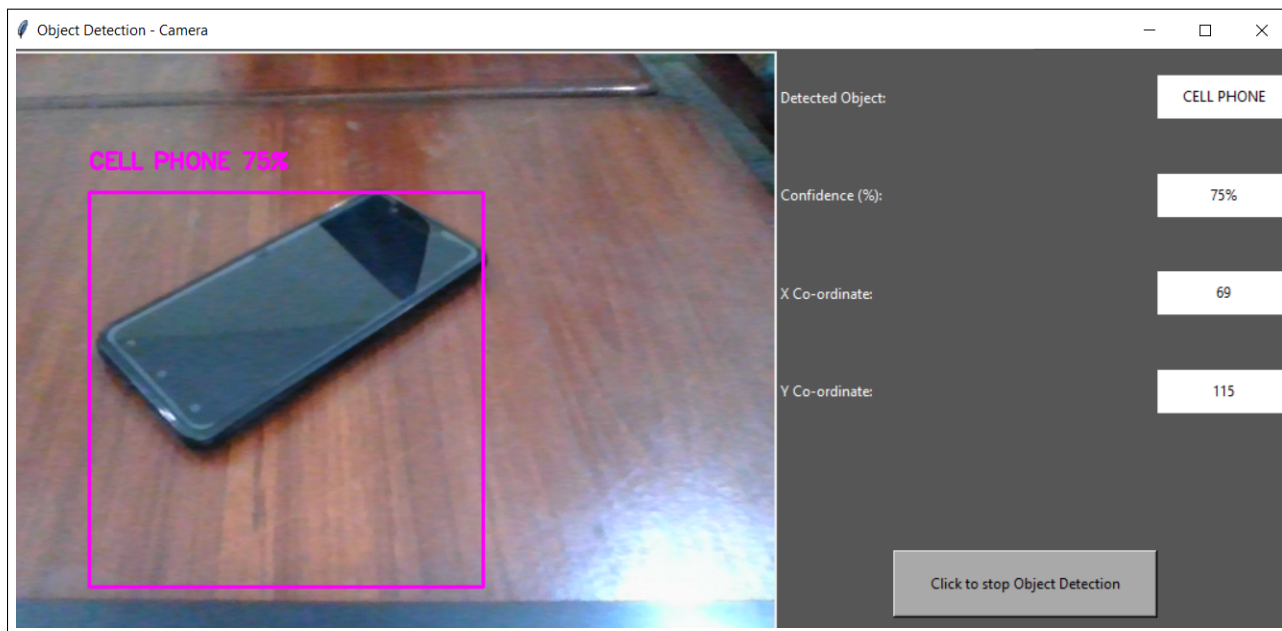 Object Detection - Camera
CELL PHONE 75%
Detected Object: CELL PHONE
Confidence (%): 75%
X Co-ordinate: 69
Y Co-ordinate: 115
Click to stop Object Detection